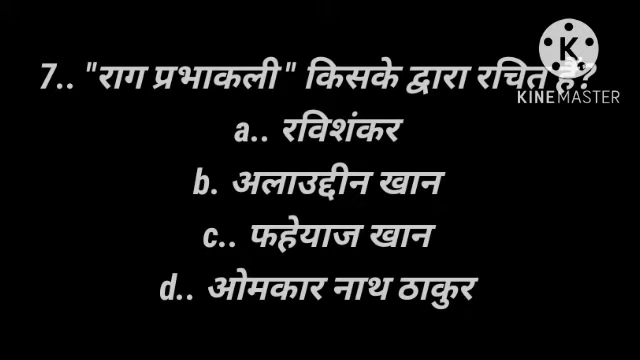 7.. "राग प्रभाकली" किसके द्वारा रचित हैं?
a.. रविशंकर
b. अलाउद्दीन खान
c.. फहेयाज खान
d.. ओमकार नाथ ठाकुर
K
KINEMASTER